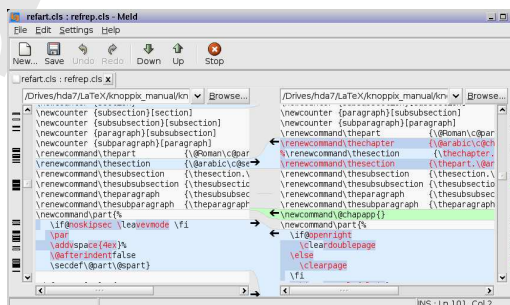 refart.cls : refrep.cls - Meld
File Edit Settings Help
New... Save Undo Redo Down Up Stop
refart.cls : refrep.cls x
/Drives/hda7/LaTeX/knoppix_manual/kn Browse...
\newcounter {subsection}[section]
\newcounter {subsubsection}[subsection]
\newcounter {paragraph}[subsubsection]
\newcounter {subparagraph}[paragraph]
\renewcommand\thepart {\@Roman\c@par
\renewcommand\thesection {\@arabic\c@se
\renewcommand\thesubsection {\thesection.\
\renewcommand\thesubsubsection {\thesubsectio
\renewcommand\theparagraph {\thesubsubsec
\renewcommand\thesubparagraph {\theparagraph
\newcommand\part{%
\if@noskipsec \leavevmode \fi
\par
\addvspace{4ex}%
\@afterindentfalse
\secdef\@part\@spart}
/Drives/hda7/LaTeX/knoppix_manual/kn Browse...
\newcounter {paragraph}[subsubsection]
\newcounter {subparagraph}[paragraph]
\renewcommand\thepart {\@Roman\c@par
\renewcommand\thechapter {\@arabic\c@ch
%\renewcommand\thesection {\thechapter.
\renewcommand\thesection {\thepart.\@ar
\renewcommand\thesubsection {\thesection.\
\renewcommand\thesubsubsection {\thesubsectio
\renewcommand\theparagraph {\thesubsubsec
\renewcommand\thesubparagraph {\theparagraph
\newcommand\@chapapp{}
\newcommand\part{%
\if@openright
\cleardoublepage
\else
\clearpage
\fi
INS : Ln 101, Col 2